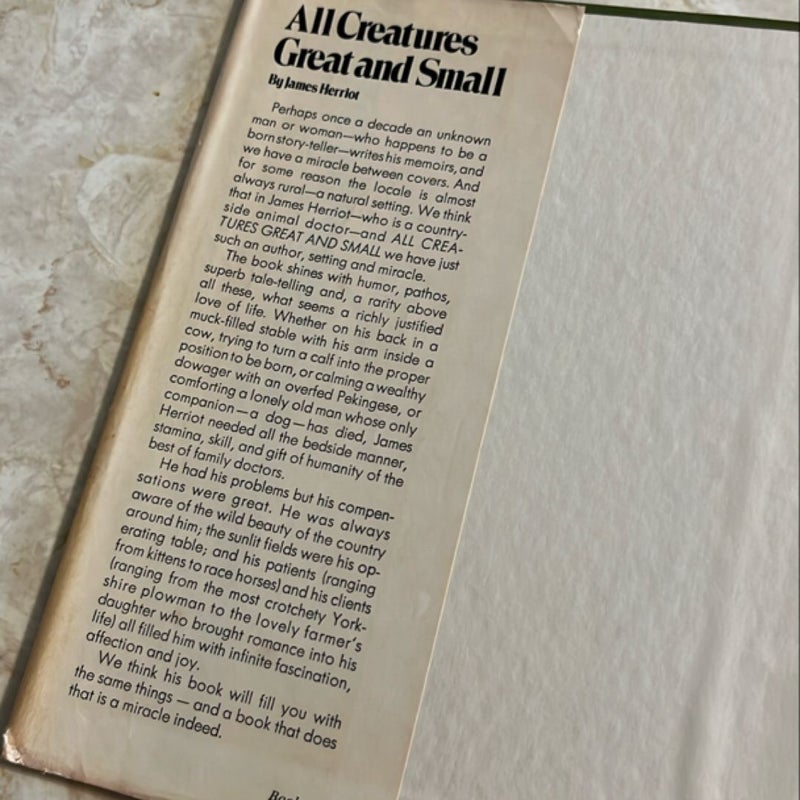 All Creatures
Great and Small
By James Herriot
Perhaps once a decade an unknown
man or woman—who happens to be a
born story-teller—writes his memoirs, and
we have a miracle between covers. And
for some reason the locale is almost
always rural—a natural setting. We think
that in James Herriot—who is a country-
side animal doctor—and ALL CREA-
TURES GREAT AND SMALL we have just
such an author, setting and miracle.
The book shines with humor, pathos,
superb tale-telling and, a rarity above
all these, what seems a richly justified
love of life. Whether on his back in a
muck-filled stable with his arm inside a
cow, trying to turn a calf into the proper
position to be born, or calming a wealthy
dowager with an overfed Pekingese, or
comforting a lonely old man whose only
companion—a dog—has died, James
Herriot needed all the bedside manner,
stamina, skill, and gift of humanity of the
best of family doctors.
He had his problems but his compen-
sations were great. He was always
aware of the wild beauty of the country
around him; the sunlit fields were his op-
erating table; and his patients (ranging
from kittens to race horses) and his clients
(ranging from the most crotchety York-
shire plowman to the lovely farmer's
daughter who brought romance into his
life) all filled him with infinite fascination,
affection and joy.
We think his book will fill you with
the same things — and a book that does
that is a miracle indeed.